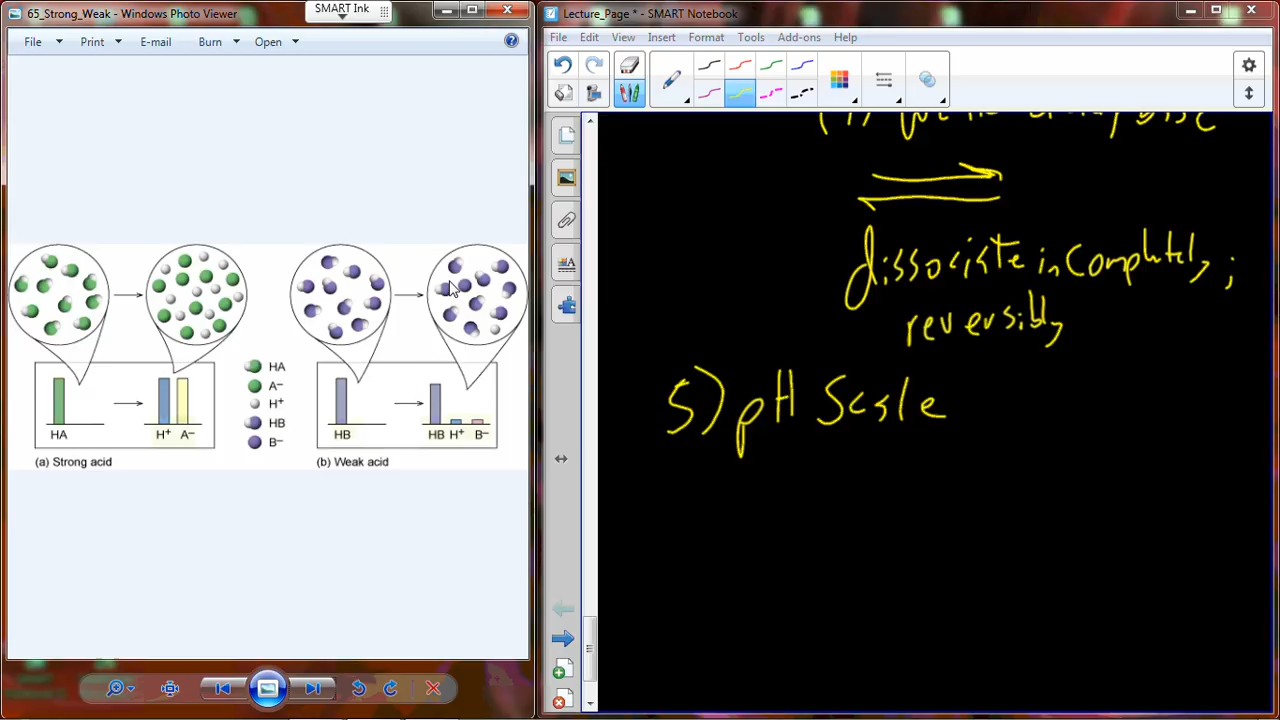 65_Strong_Weak - Windows Photo Viewer
SMART Ink
File Print E-mail Burn Open
HA
H⁺ A⁻
HA
A⁻
H⁺
HB
B⁻
HB
HB H⁺ B⁻
(a) Strong acid
(b) Weak acid
Lecture_Page * - SMART Notebook
File Edit View Insert Format Tools Add-ons Help
dissociate incompletely;
reversibly
5) pH Scale